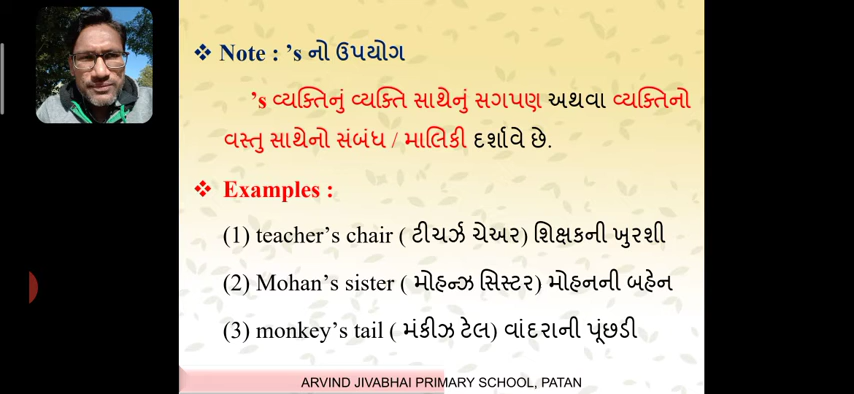 ❖ Note : ’s નો ઉપયોગ
’s વ્યક્તિનું વ્યક્તિ સાથેનું સગપણ અથવા વ્યક્તિનો
વસ્તુ સાથેનો સંબંધ / માલિકી દર્શાવે છે.
❖ Examples :
(1) teacher’s chair ( ટીચર્ઝ ચેઅર) શિક્ષકની ખુરશી
(2) Mohan’s sister ( મોહન્ઝ સિસ્ટર) મોહનની બહેન
(3) monkey’s tail ( મંકીઝ ટેલ) વાંદરાની પૂંછડી
ARVIND JIVABHAI PRIMARY SCHOOL, PATAN